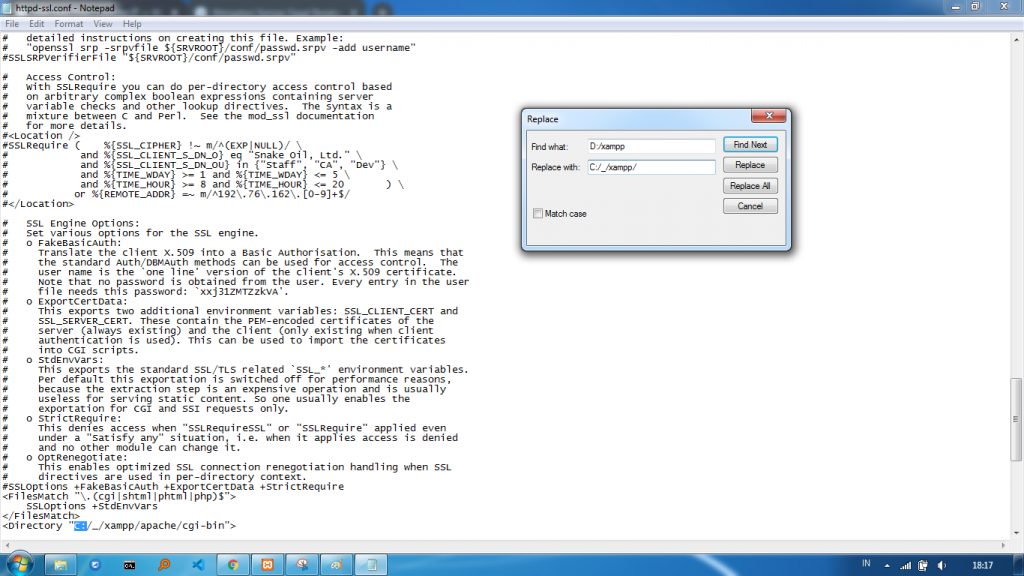 httpd-ssl.conf - Notepad
File Edit Format View Help
#   detailed instructions on creating this file. Example:
#   "openssl srp -srpvfile ${SRVROOT}/conf/passwd.srpv -add username"
#SSLSRPVerifierFile "${SRVROOT}/conf/passwd.srpv"
#   Access Control:
#   With SSLRequire you can do per-directory access control based
#   on arbitrary complex boolean expressions containing server
#   variable checks and other lookup directives.  The syntax is a
#   mixture between C and Perl.  See the mod_ssl documentation
#   for more details.
#<Location />
#SSLRequire (    %{SSL_CIPHER} !~ m/^(EXP|NULL)/ \
#            and %{SSL_CLIENT_S_DN_O} eq "Snake Oil, Ltd." \
#            and %{SSL_CLIENT_S_DN_OU} in {"Staff", "CA", "Dev"} \
#            and %{TIME_WDAY} >= 1 and %{TIME_WDAY} <= 5 \
#            and %{TIME_HOUR} >= 8 and %{TIME_HOUR} <= 20       ) \
#           or %{REMOTE_ADDR} =~ m/^192\.76\.162\.[0-9]+$/
#</Location>
#   SSL Engine Options:
#   Set various options for the SSL engine.
#   o FakeBasicAuth:
#     Translate the client X.509 into a Basic Authorisation.  This means that
#     the standard Auth/DBMAuth methods can be used for access control.  The
#     user name is the `one line' version of the client's X.509 certificate.
#     Note that no password is obtained from the user. Every entry in the user
#     file needs this password: `xxj31ZMTZzkVA'.
#   o ExportCertData:
#     This exports two additional environment variables: SSL_CLIENT_CERT and
#     SSL_SERVER_CERT. These contain the PEM-encoded certificates of the
#     server (always existing) and the client (only existing when client
#     authentication is used). This can be used to import the certificates
#     into CGI scripts.
#   o StdEnvVars:
#     This exports the standard SSL/TLS related `SSL_*' environment variables.
#     Per default this exportation is switched off for performance reasons,
#     because the extraction step is an expensive operation and is usually
#     useless for serving static content. So one usually enables the
#     exportation for CGI and SSI requests only.
#   o StrictRequire:
#     This denies access when "SSLRequireSSL" or "SSLRequire" applied even
#     under a "Satisfy any" situation, i.e. when it applies access is denied
#     and no other module can change it.
#   o OptRenegotiate:
#     This enables optimized SSL connection renegotiation handling when SSL
#     directives are used in per-directory context.
#SSLOptions +FakeBasicAuth +ExportCertData +StrictRequire
<FilesMatch "\.(cgi|shtml|phtml|php)$">
    SSLOptions +StdEnvVars
</FilesMatch>
<Directory "C:/_/xampp/apache/cgi-bin">
Replace
Find what: D:/xampp Find Next
Replace with: C:/_/xampp/ Replace
Replace All
Match case Cancel
IN 18:17